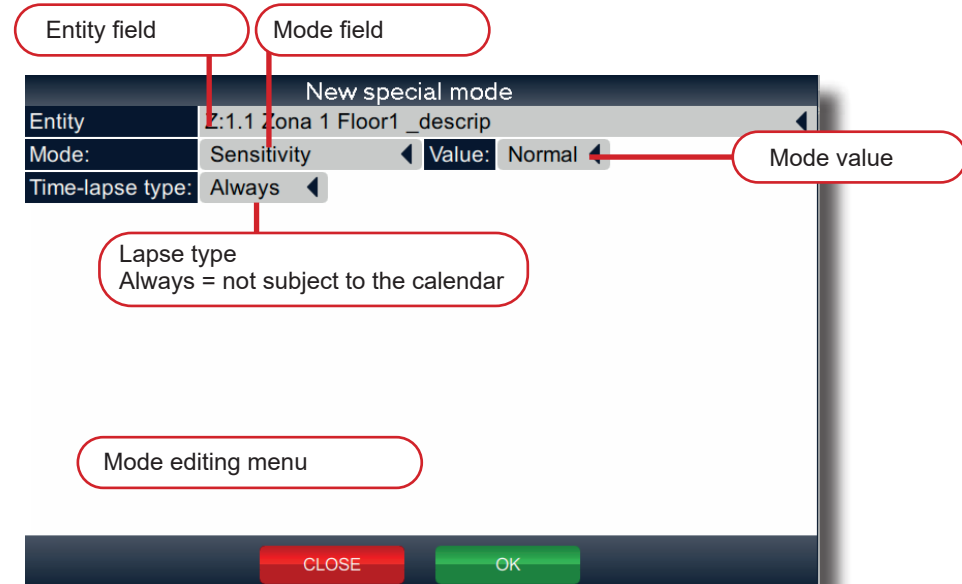 Entity field
Mode field
New special mode
Entity Z:1.1 Zona 1 Floor1 _descrip
Mode: Sensitivity Value: Normal
Mode value
Time-lapse type: Always
Lapse type
Always = not subject to the calendar
Mode editing menu
CLOSE OK